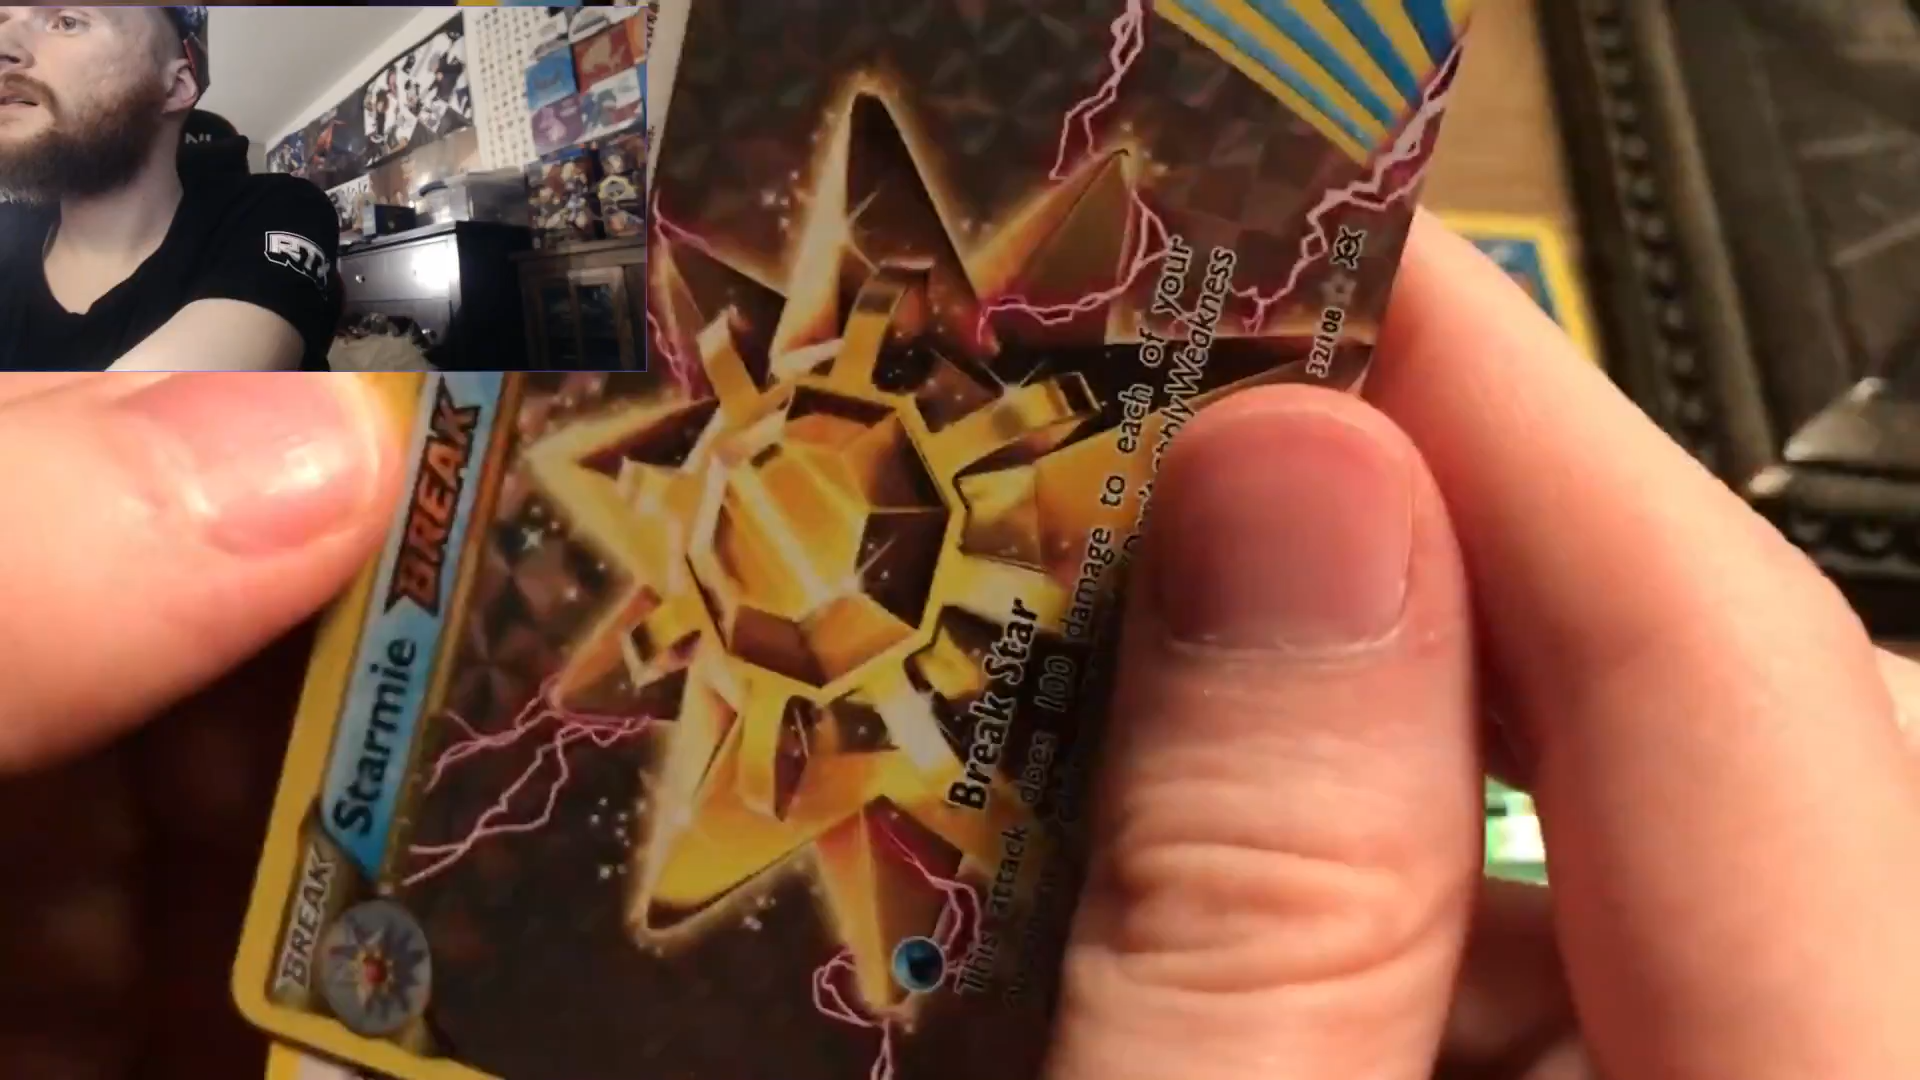 RTX
BREAK
Starmie BREAK
Break Star
This attack does 100 damage to each of your
apply Weakness
32/108